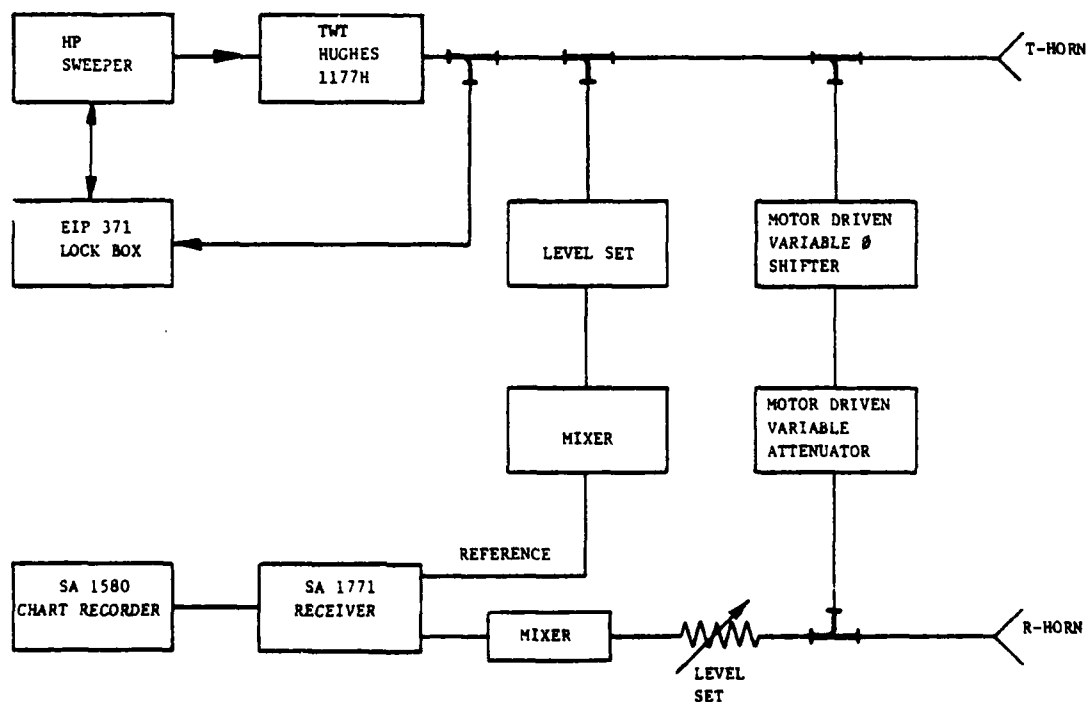 HP
SWEEPER
TWT
HUGHES
1177H
T-HORN
EIP 371
LOCK BOX
LEVEL SET
MOTOR DRIVEN
VARIABLE Ø
SHIFTER
MIXER
MOTOR DRIVEN
VARIABLE
ATTENUATOR
REFERENCE
SA 1580
CHART RECORDER
SA 1771
RECEIVER
MIXER
LEVEL
SET
R-HORN